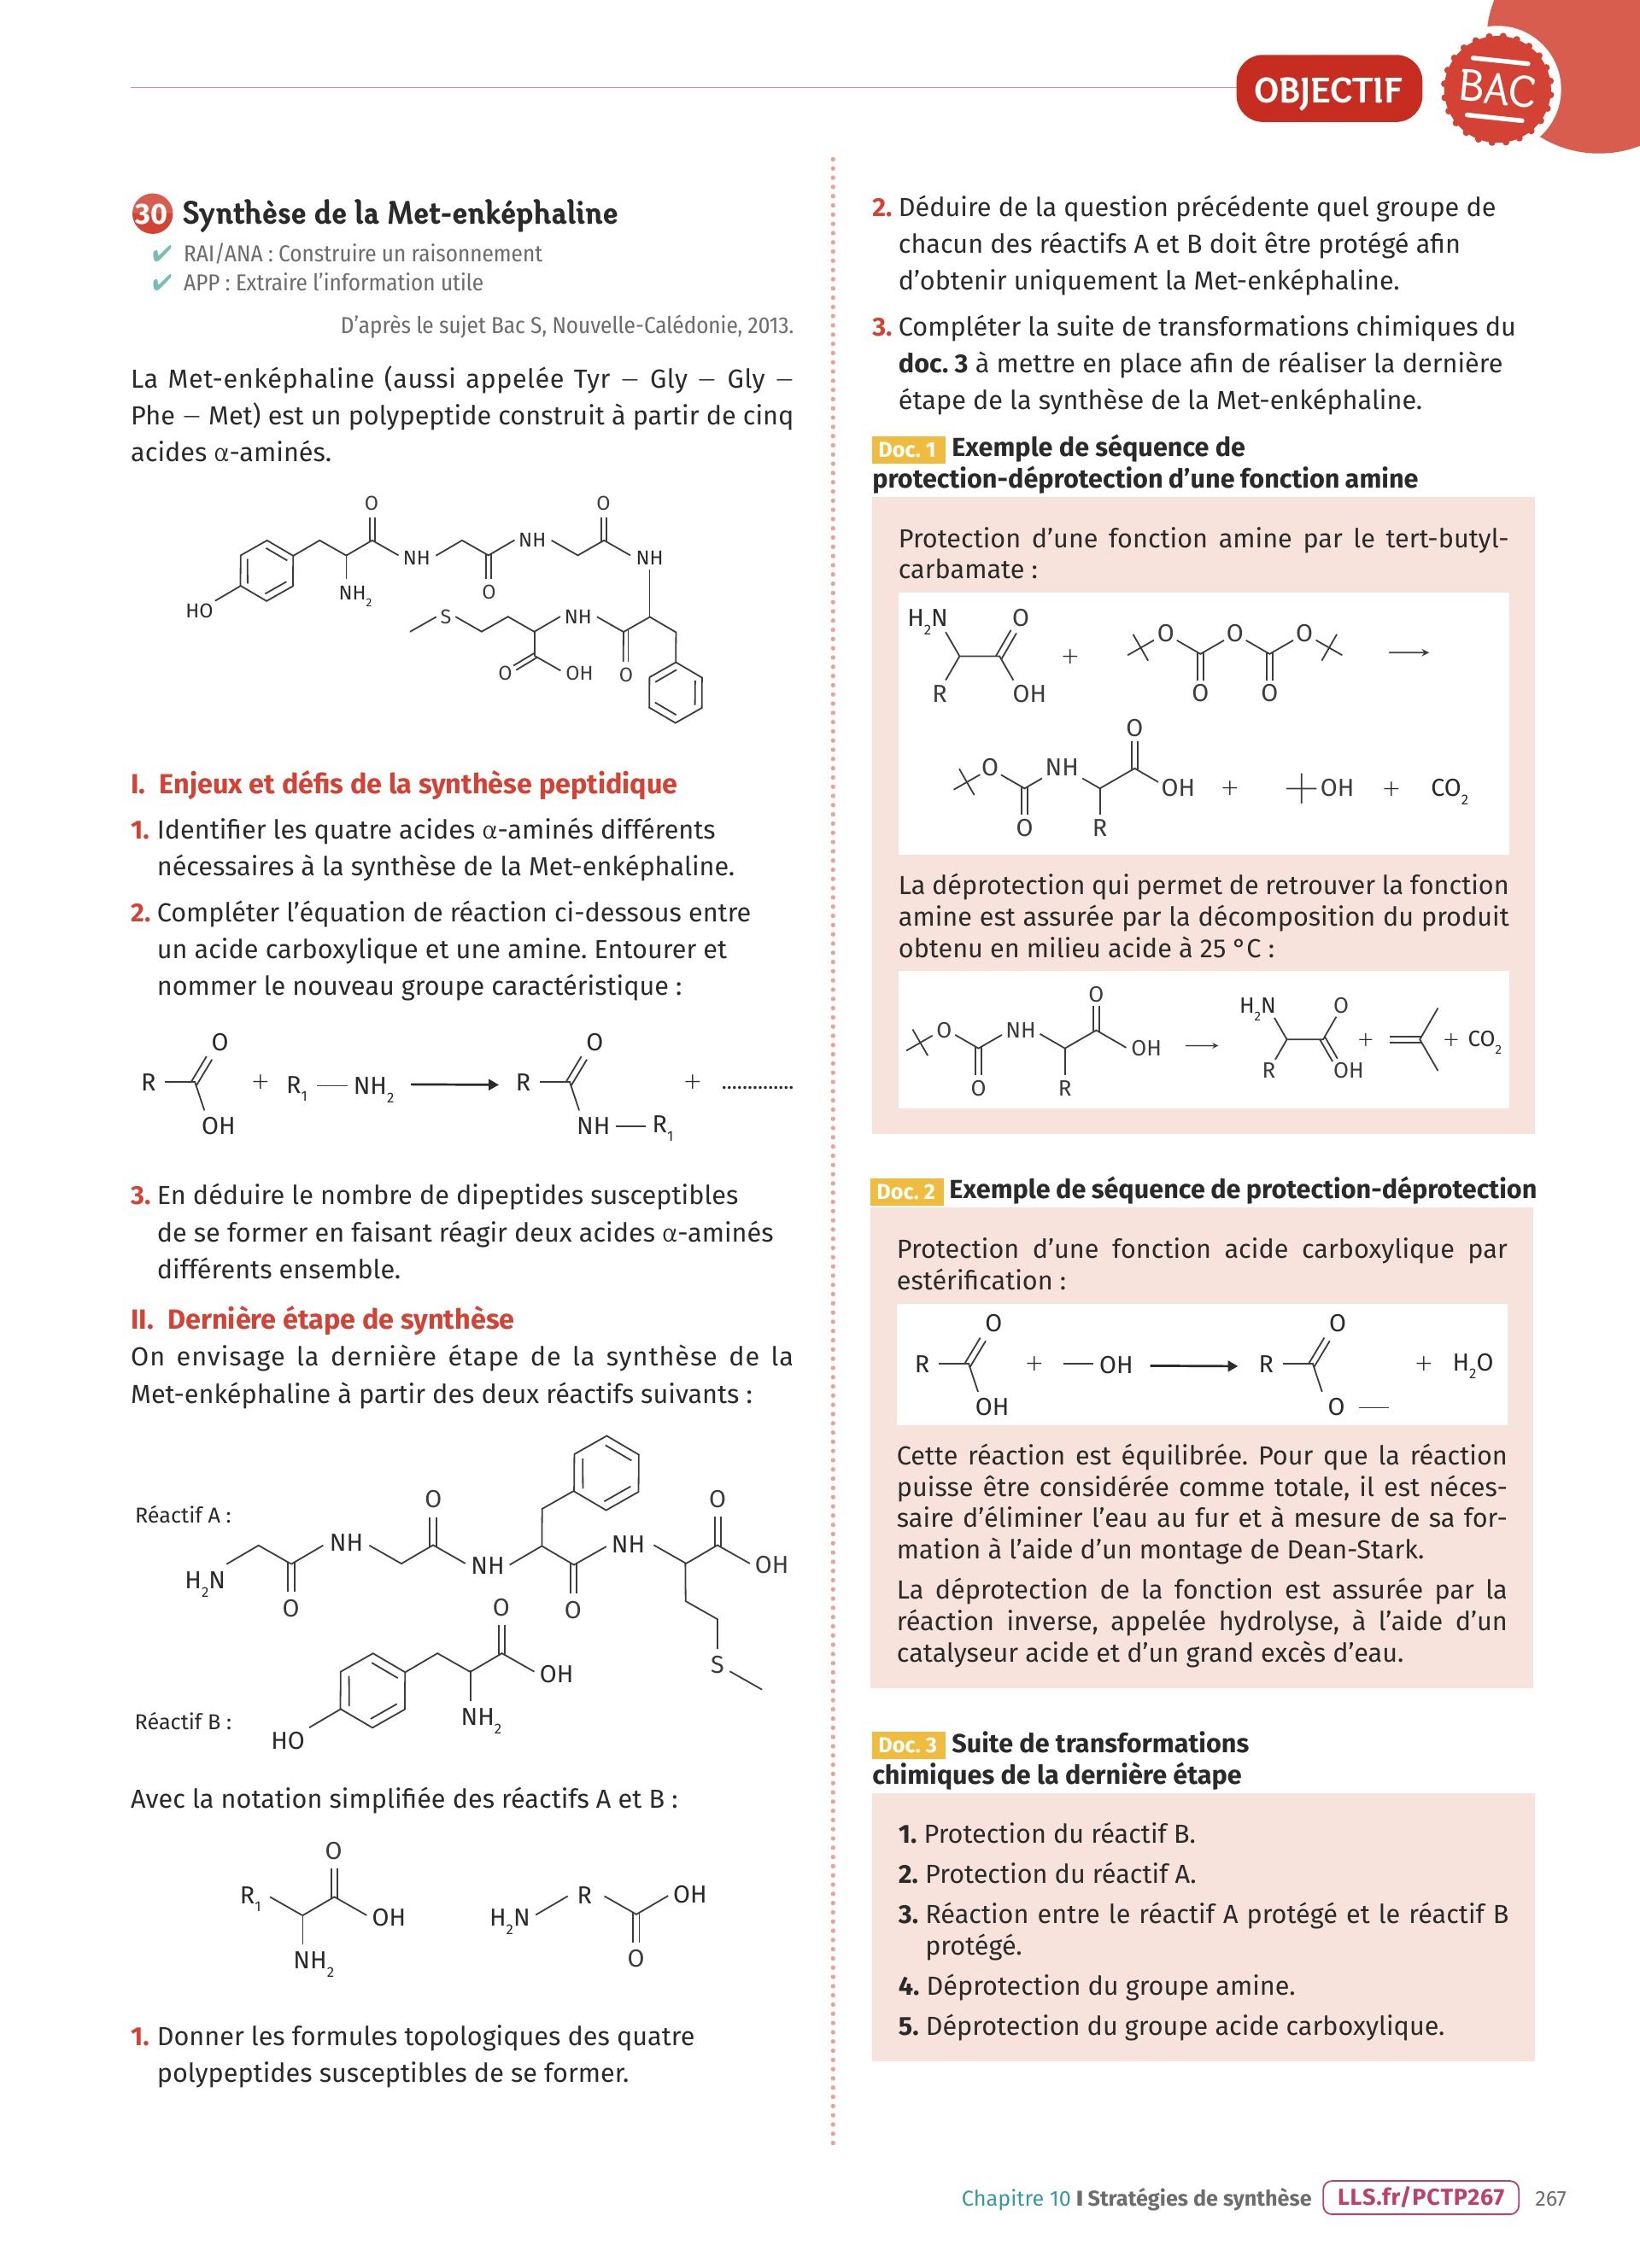 OBJECTIF BAC
30 Synthèse de la Met-enképhaline
✔ RAI/ANA : Construire un raisonnement
✔ APP : Extraire l'information utile
D'après le sujet Bac S, Nouvelle-Calédonie, 2013.
La Met-enképhaline (aussi appelée Tyr – Gly – Gly –
Phe – Met) est un polypeptide construit à partir de cinq
acides α-aminés.
O O
NH NH NH
NH₂ O
HO
S NH
O OH O
I. Enjeux et défis de la synthèse peptidique
1. Identifier les quatre acides α-aminés différents
nécessaires à la synthèse de la Met-enképhaline.
2. Compléter l'équation de réaction ci-dessous entre
un acide carboxylique et une amine. Entourer et
nommer le nouveau groupe caractéristique :
O O
R + R₁ — NH₂ → R + ..............
OH NH — R₁
3. En déduire le nombre de dipeptides susceptibles
de se former en faisant réagir deux acides α-aminés
différents ensemble.
II. Dernière étape de synthèse
On envisage la dernière étape de la synthèse de la
Met-enképhaline à partir des deux réactifs suivants :
Réactif A :
O O
NH NH
NH OH
H₂N
O O
S
Réactif B :
O
OH
NH₂
HO
Avec la notation simplifiée des réactifs A et B :
O
R₁ R OH
OH H₂N
NH₂ O
1. Donner les formules topologiques des quatre
polypeptides susceptibles de se former.
2. Déduire de la question précédente quel groupe de
chacun des réactifs A et B doit être protégé afin
d'obtenir uniquement la Met-enképhaline.
3. Compléter la suite de transformations chimiques du
doc. 3 à mettre en place afin de réaliser la dernière
étape de la synthèse de la Met-enképhaline.
Doc. 1 Exemple de séquence de
protection-déprotection d'une fonction amine
Protection d'une fonction amine par le tert-butyl-
carbamate :
H₂N O O O O
+ →
R OH O O
O
O NH
OH + OH + CO₂
O R
La déprotection qui permet de retrouver la fonction
amine est assurée par la décomposition du produit
obtenu en milieu acide à 25 °C :
O H₂N O
O NH OH → + + CO₂
O R R OH
Doc. 2 Exemple de séquence de protection-déprotection
Protection d'une fonction acide carboxylique par
estérification :
O O
R + — OH → R + H₂O
OH O —
Cette réaction est équilibrée. Pour que la réaction
puisse être considérée comme totale, il est néces-
saire d'éliminer l'eau au fur et à mesure de sa for-
mation à l'aide d'un montage de Dean-Stark.
La déprotection de la fonction est assurée par la
réaction inverse, appelée hydrolyse, à l'aide d'un
catalyseur acide et d'un grand excès d'eau.
Doc. 3 Suite de transformations
chimiques de la dernière étape
1. Protection du réactif B.
2. Protection du réactif A.
3. Réaction entre le réactif A protégé et le réactif B
protégé.
4. Déprotection du groupe amine.
5. Déprotection du groupe acide carboxylique.
Chapitre 10 I Stratégies de synthèse LLS.fr/PCTP267 267